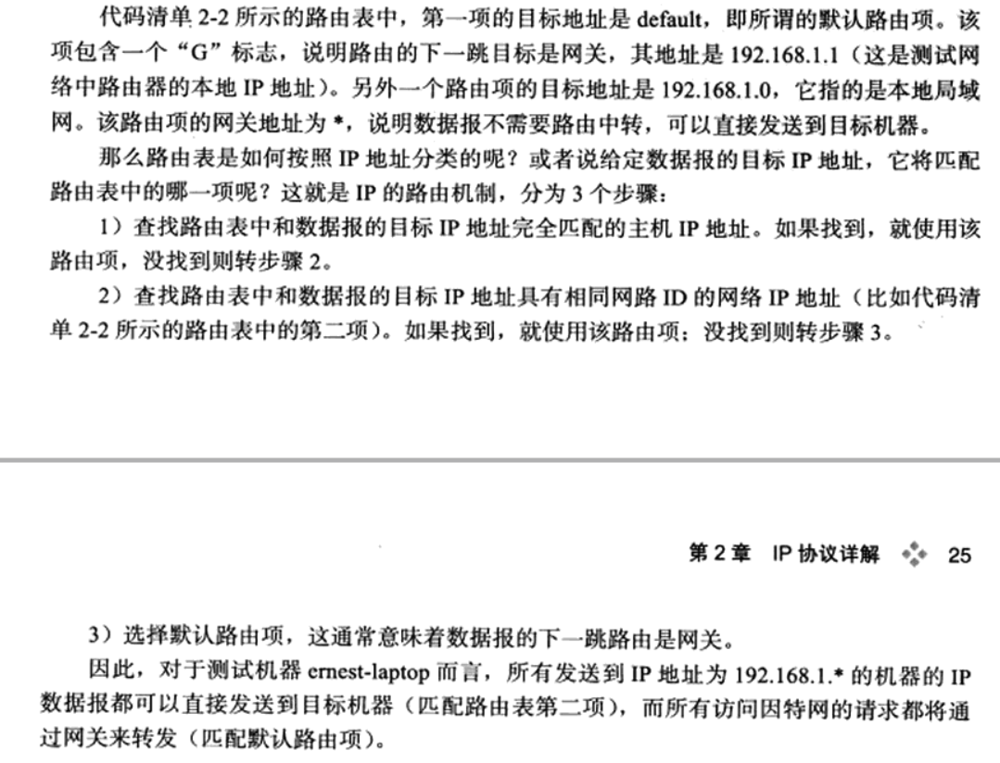 代码清单 2-2 所示的路由表中，第一项的目标地址是 default，即所谓的默认路由项。该
项包含一个“G”标志，说明路由的下一跳目标是网关，其地址是 192.168.1.1（这是测试网
络中路由器的本地 IP 地址）。另外一个路由项的目标地址是 192.168.1.0，它指的是本地局域
网。该路由项的网关地址为 *，说明数据报不需要路由中转，可以直接发送到目标机器。
那么路由表是如何按照 IP 地址分类的呢？或者说给定数据报的目标 IP 地址，它将匹配
路由表中的哪一项呢？这就是 IP 的路由机制，分为 3 个步骤：
1）查找路由表中和数据报的目标 IP 地址完全匹配的主机 IP 地址。如果找到，就使用该
路由项，没找到则转步骤 2。
2）查找路由表中和数据报的目标 IP 地址具有相同网路 ID 的网络 IP 地址（比如代码清
单 2-2 所示的路由表中的第二项）。如果找到，就使用该路由项；没找到则转步骤 3。
第 2 章 IP 协议详解 25
3）选择默认路由项，这通常意味着数据报的下一跳路由是网关。
因此，对于测试机器 ernest-laptop 而言，所有发送到 IP 地址为 192.168.1.* 的机器的 IP
数据报都可以直接发送到目标机器（匹配路由表第二项），而所有访问因特网的请求都将通
过网关来转发（匹配默认路由项）。